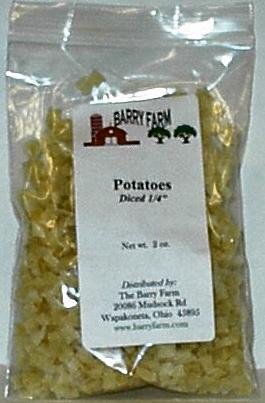 BARRY FARM
Potatoes
Diced 1/4"
Net wt. 3 oz.
Distributed by:
The Barry Farm
20086 Mudsock Rd
Wapakoneta, Ohio 45895
www.barryfarm.com